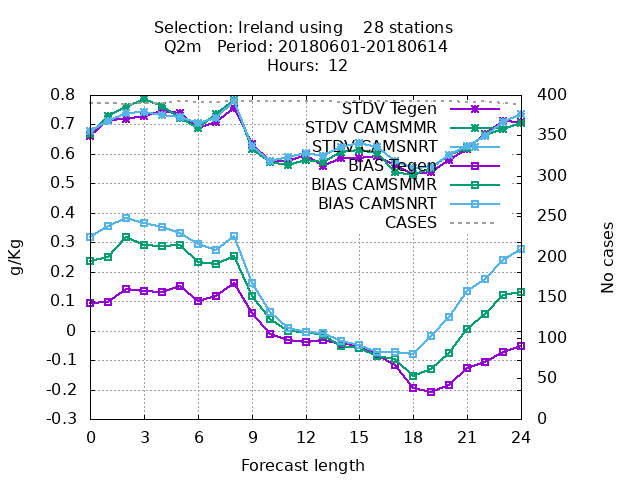 Selection: Ireland using    28 stations
Q2m   Period: 20180601-20180614
Hours: 12
0.8
0.7
0.6
0.5
0.4
0.3
0.2
0.1
0
-0.1
-0.2
-0.3
g/Kg
400
350
300
250
200
150
100
50
0
No cases
STDV Tegen
STDV CAMSMMR
STDV CAMSNRT
BIAS Tegen
BIAS CAMSMMR
BIAS CAMSNRT
CASES
0 3 6 9 12 15 18 21 24
Forecast length